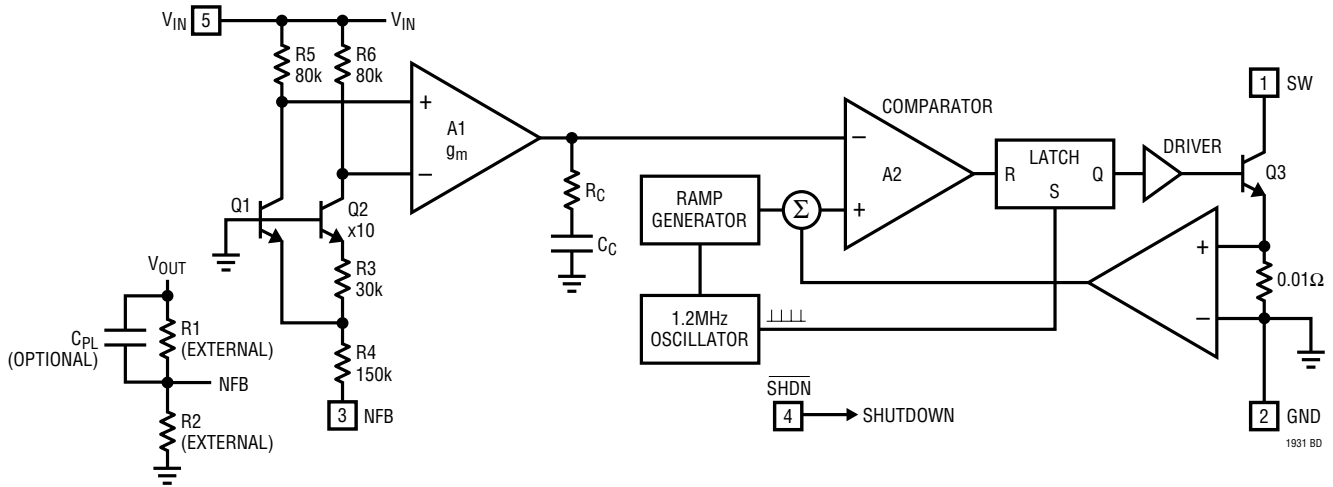 VIN 5 VIN
R5
80k
R6
80k
+
A1
gm
−
Q1
Q2
x10
R3
30k
R4
150k
3 NFB
VOUT
CPL
(OPTIONAL)
R1
(EXTERNAL)
NFB
R2
(EXTERNAL)
RC
CC
COMPARATOR
−
A2
+
RAMP
GENERATOR
Σ
1.2MHz
OSCILLATOR
LATCH
R Q
S
DRIVER
1 SW
Q3
+
−
0.01Ω
SHDN
4 SHUTDOWN
2 GND
1931 BD